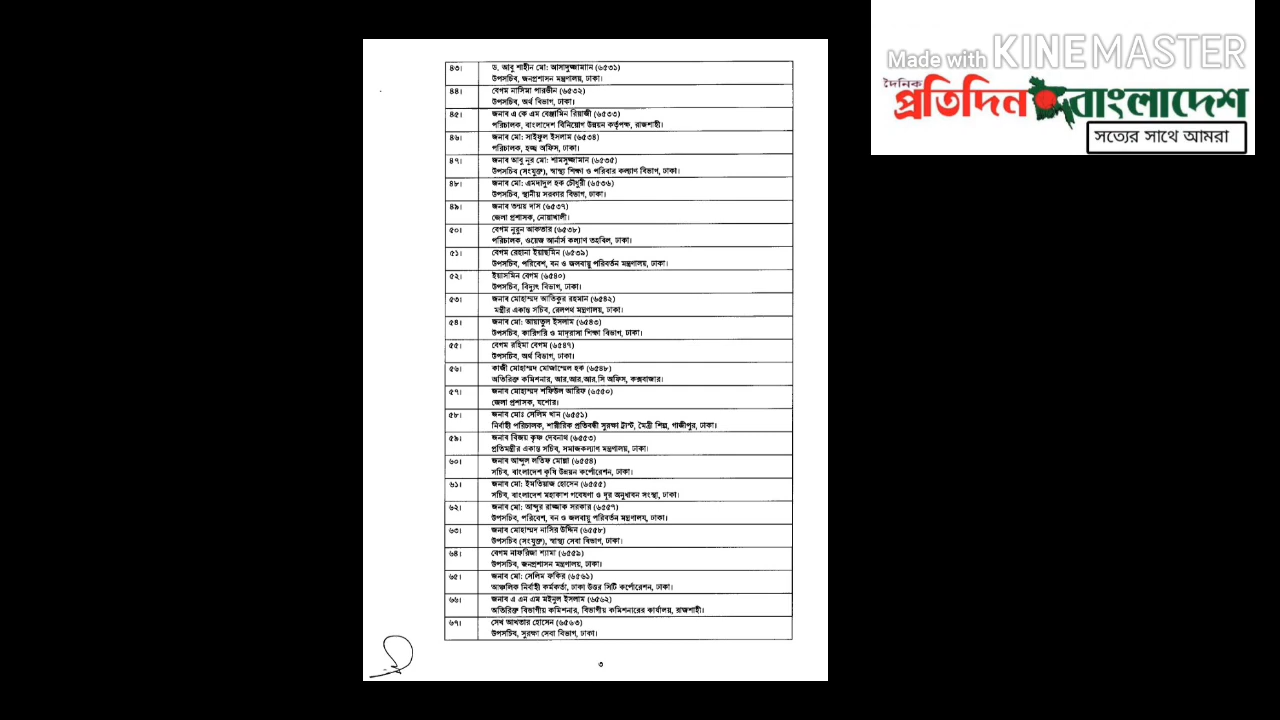 ৪৩। ড. আবু শাহীন মো: আসাদুজ্জামান (৬৫৩১)
উপসচিব, জনপ্রশাসন মন্ত্রণালয়, ঢাকা।
৪৪। বেগম নাসিমা পারভীন (৬৫৩২)
উপসচিব, অর্থ বিভাগ, ঢাকা।
৪৫। জনাব এ কে এম বেঞ্জামিন রিয়াজী (৬৫৩৩)
পরিচালক, বাংলাদেশ বিনিয়োগ উন্নয়ন কর্তৃপক্ষ, রাজশাহী।
৪৬। জনাব মো: সাইফুল ইসলাম (৬৫৩৪)
পরিচালক, হজ্জ অফিস, ঢাকা।
৪৭। জনাব আবু নূর মো: শামসুজ্জামান (৬৫৩৫)
উপসচিব (সংযুক্ত), স্বাস্থ্য শিক্ষা ও পরিবার কল্যাণ বিভাগ, ঢাকা।
৪৮। জনাব মো: এমদাদুল হক চৌধুরী (৬৫৩৬)
উপসচিব, স্থানীয় সরকার বিভাগ, ঢাকা।
৪৯। জনাব তন্ময় দাস (৬৫৩৭)
জেলা প্রশাসক, নোয়াখালী।
৫০। বেগম নুরুন আকতার (৬৫৩৮)
পরিচালক, ওয়েজ আর্নার্স কল্যাণ তহবিল, ঢাকা।
৫১। বেগম রেহানা ইয়াছমিন (৬৫৩৯)
উপসচিব, পরিবেশ, বন ও জলবায়ু পরিবর্তন মন্ত্রণালয়, ঢাকা।
৫২। ইয়াসমিন বেগম (৬৫৪০)
উপসচিব, বিদ্যুৎ বিভাগ, ঢাকা।
৫৩। জনাব মোহাম্মদ আতিকুর রহমান (৬৫৪২)
মন্ত্রীর একান্ত সচিব, রেলপথ মন্ত্রণালয়, ঢাকা।
৫৪। জনাব মো: আয়াতুল ইসলাম (৬৫৪৩)
উপসচিব, কারিগরি ও মাদ্রাসা শিক্ষা বিভাগ, ঢাকা।
৫৫। বেগম রহিমা বেগম (৬৫৪৭)
উপসচিব, অর্থ বিভাগ, ঢাকা।
৫৬। কাজী মোহাম্মদ মোজাম্মেল হক (৬৫৪৮)
অতিরিক্ত কমিশনার, আর.আর.আর.সি অফিস, কক্সবাজার।
৫৭। জনাব মোহাম্মদ শফিউল আরিফ (৬৫৫০)
জেলা প্রশাসক, যশোর।
৫৮। জনাব মোঃ সেলিম খান (৬৫৫১)
নির্বাহী পরিচালক, শারীরিক প্রতিবন্ধী সুরক্ষা ট্রাস্ট, মৈত্রী শিল্প, গাজীপুর, ঢাকা।
৫৯। জনাব বিজয় কৃষ্ণ দেবনাথ (৬৫৫৩)
প্রতিমন্ত্রীর একান্ত সচিব, সমাজকল্যাণ মন্ত্রণালয়, ঢাকা।
৬০। জনাব আব্দুল লতিফ মোল্লা (৬৫৫৪)
সচিব, বাংলাদেশ কৃষি উন্নয়ন কর্পোরেশন, ঢাকা।
৬১। জনাব মো: ইমতিয়াজ হোসেন (৬৫৫৫)
সচিব, বাংলাদেশ মহাকাশ গবেষণা ও দূর অনুধাবন সংস্থা, ঢাকা।
৬২। জনাব মো: আব্দুর রাজ্জাক সরকার (৬৫৫৭)
উপসচিব, পরিবেশ, বন ও জলবায়ু পরিবর্তন মন্ত্রণালয়, ঢাকা।
৬৩। জনাব মোহাম্মদ নাসির উদ্দিন (৬৫৫৮)
উপসচিব (সংযুক্ত), স্বাস্থ্য সেবা বিভাগ, ঢাকা।
৬৪। বেগম নাফরিজা শ্যামা (৬৫৫৯)
উপসচিব, জনপ্রশাসন মন্ত্রণালয়, ঢাকা।
৬৫। জনাব মো: সেলিম ফকির (৬৫৬১)
আঞ্চলিক নির্বাহী কর্মকর্তা, ঢাকা উত্তর সিটি কর্পোরেশন, ঢাকা।
৬৬। জনাব এ এন এম মইনুল ইসলাম (৬৫৬২)
অতিরিক্ত বিভাগীয় কমিশনার, বিভাগীয় কমিশনারের কার্যালয়, রাজশাহী।
৬৭। সেখ আখতার হোসেন (৬৫৬৩)
উপসচিব, সুরক্ষা সেবা বিভাগ, ঢাকা।
৩
Made with KINEMASTER
দৈনিক
প্রতিদিন বাংলাদেশ
সত্যের সাথে আমরা